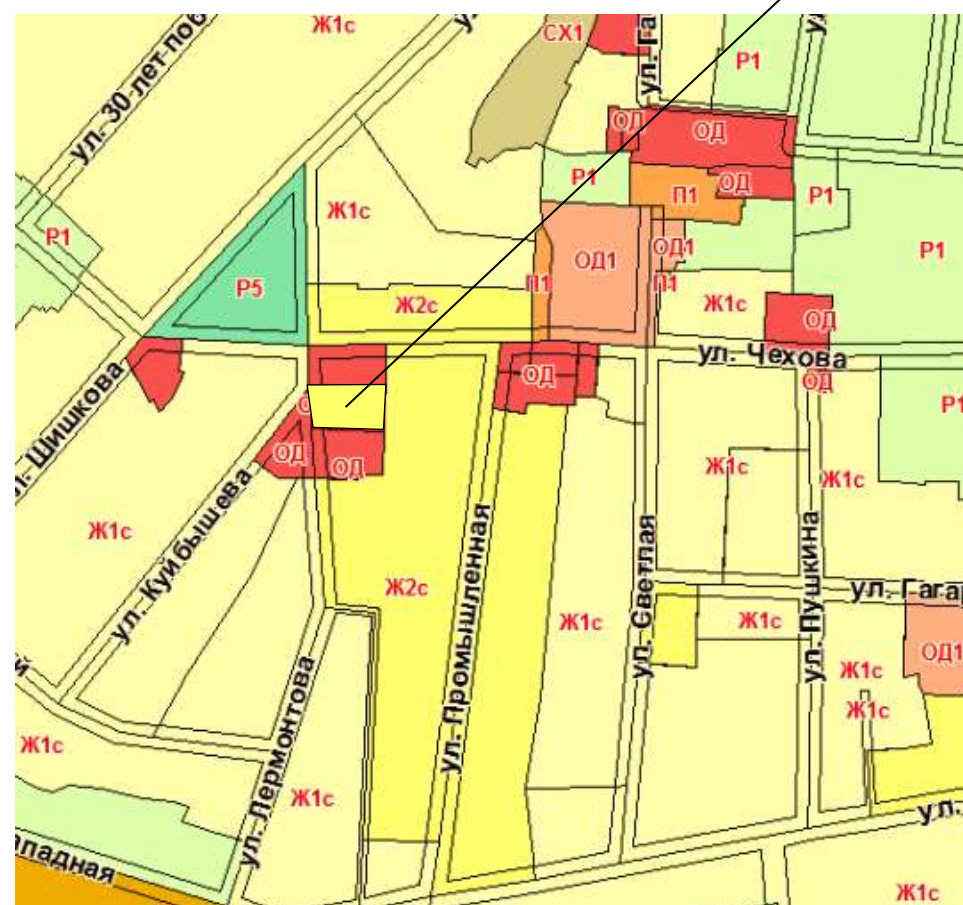 Ж1с
СХ1
ул. Га
Р1
ул. 30 лет поб
ОД
ОД
Р1
ОД
П1
Р1
Ж1с
Р1
ОД1
ОД1
Р1
Р5
П1
П1
Ж2с
Ж1с
ОД
ул. Чехова
ОД
ОД
Р1
л. Шишкова
ОД
ОД
Ж1с
Ж1с
Ж1с
ул. Куйбышева
Ж2с
ул. Промышленная
Ж1с
ул. Светлая
Ж1с
ул. Пушкина
ул. Гага
ОД1
Ж1с
Ж1с
й
Ж1с
ул. Лермонтова
Ж1с
ул.
ападная
Ж1с